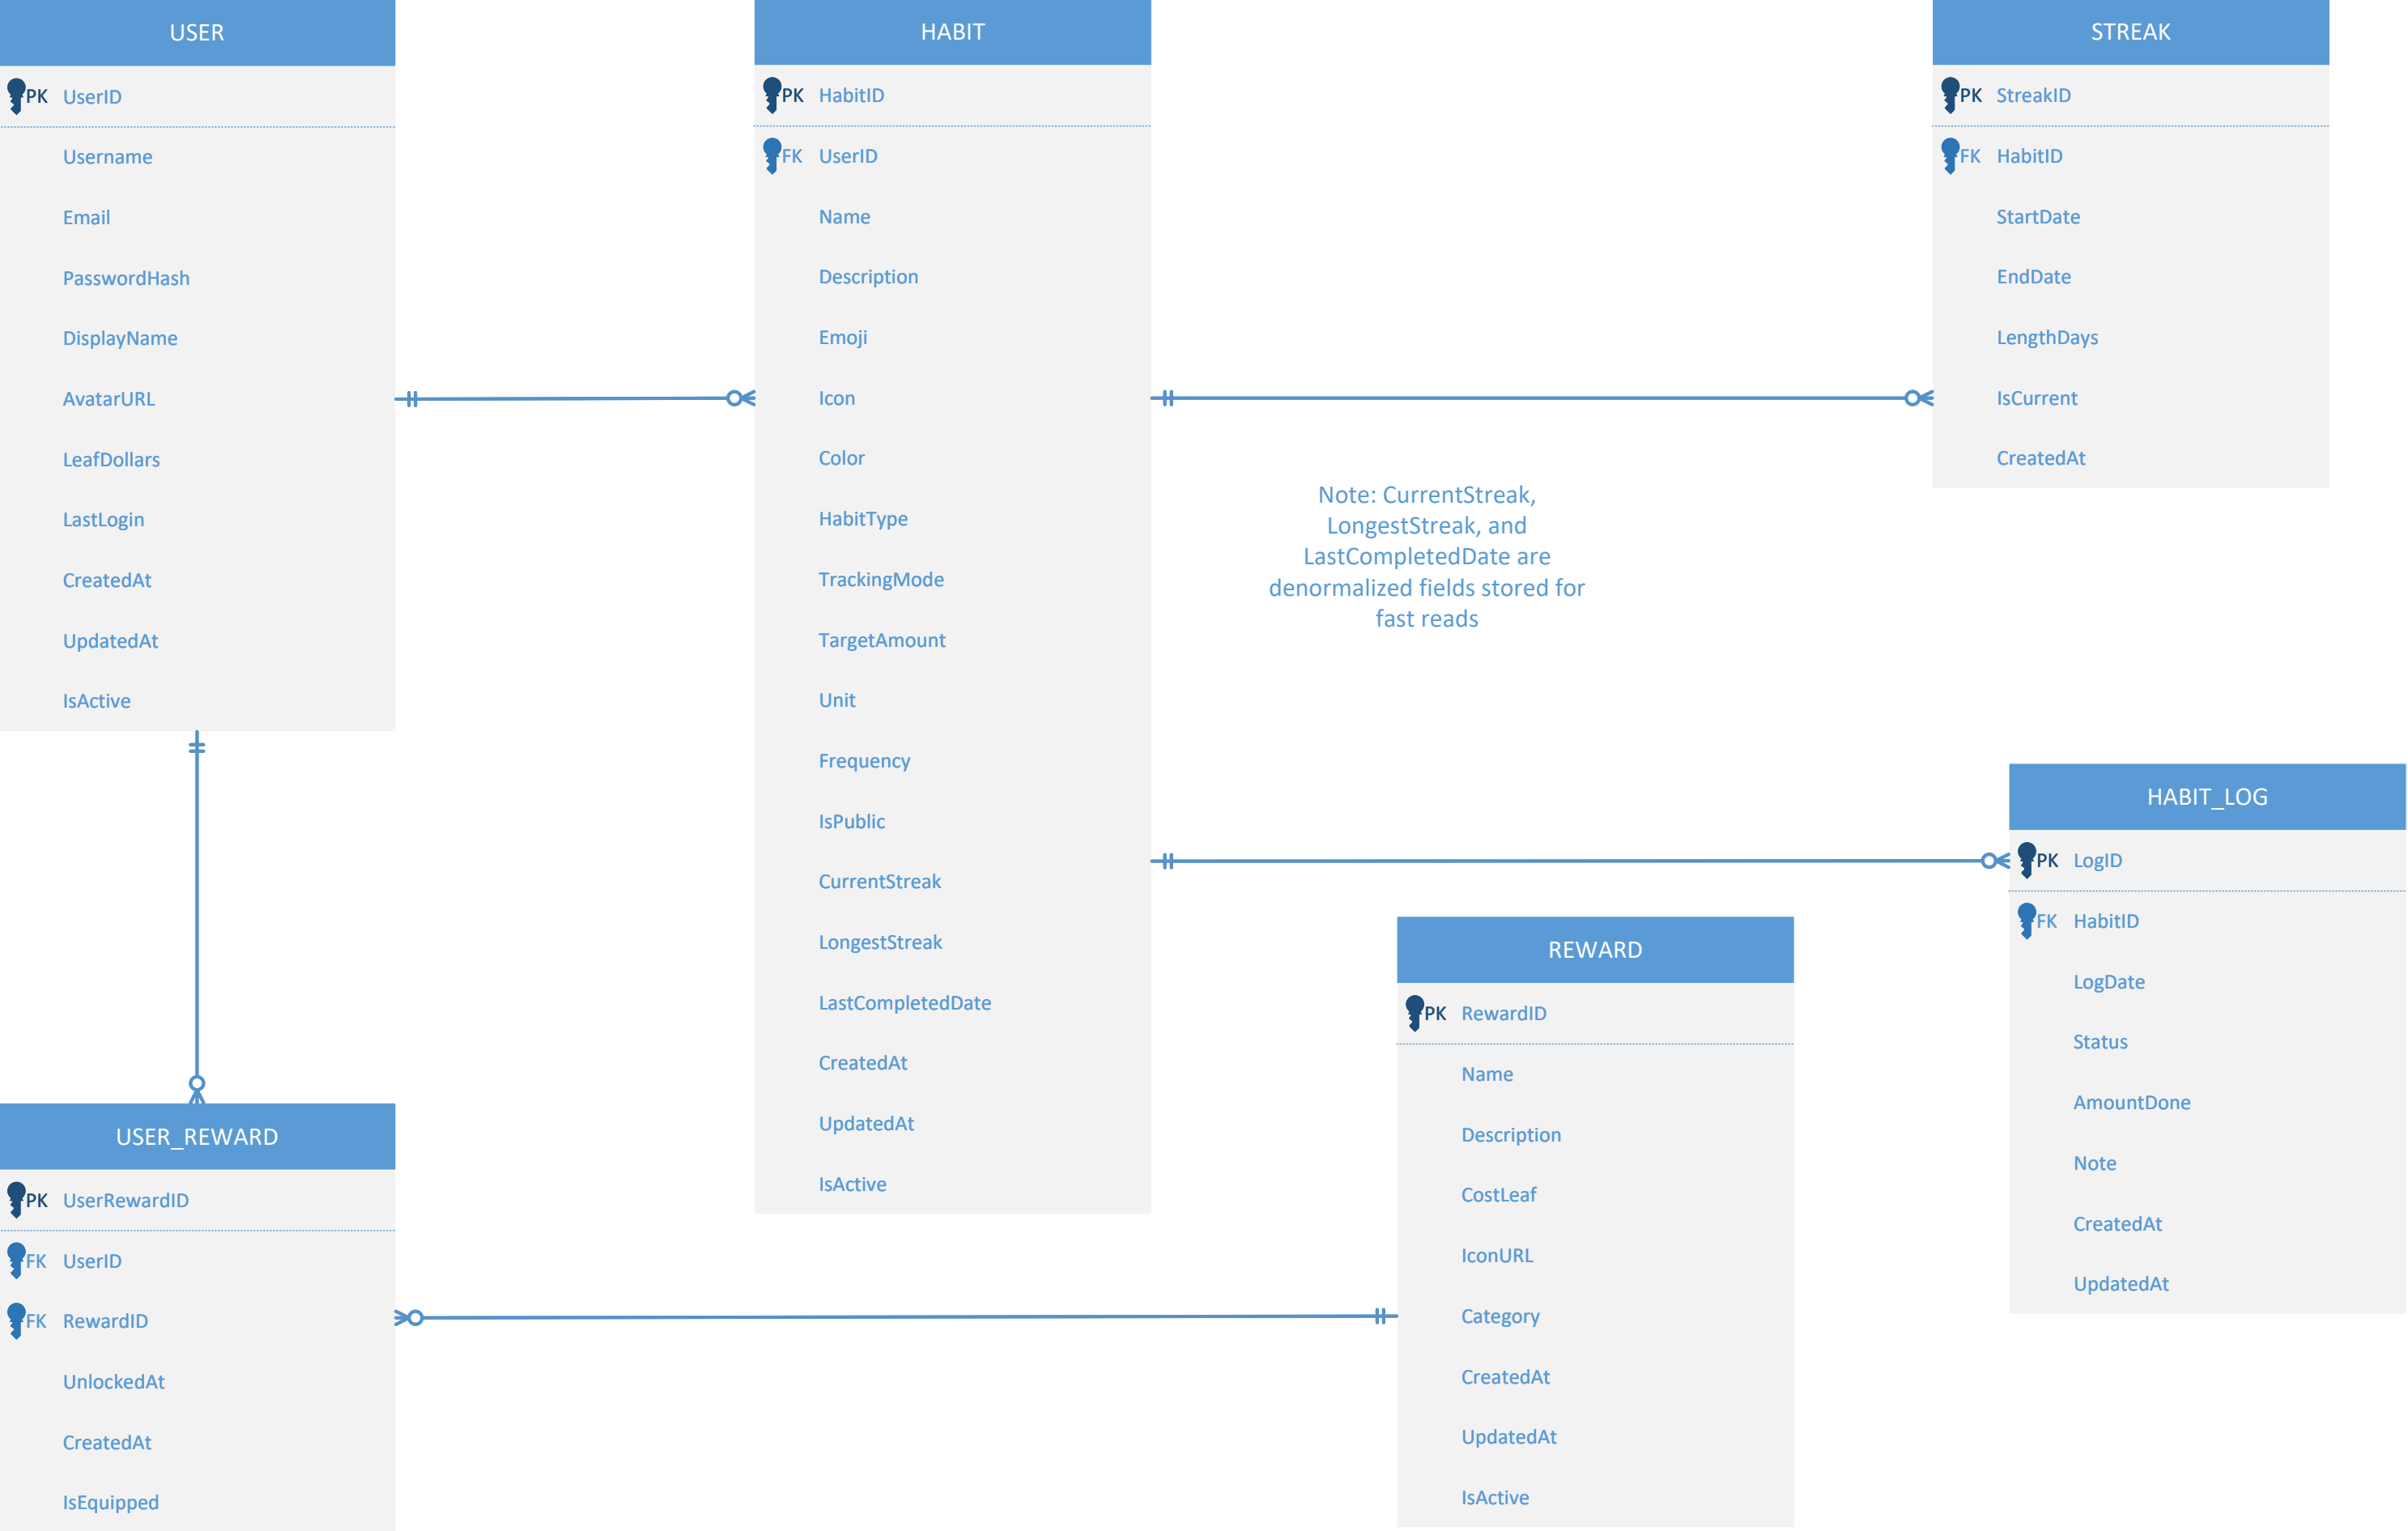 USER
PK UserID
Username
Email
PasswordHash
DisplayName
AvatarURL
LeafDollars
LastLogin
CreatedAt
UpdatedAt
IsActive
HABIT
PK HabitID
FK UserID
Name
Description
Emoji
Icon
Color
HabitType
TrackingMode
TargetAmount
Unit
Frequency
IsPublic
CurrentStreak
LongestStreak
LastCompletedDate
CreatedAt
UpdatedAt
IsActive
STREAK
PK StreakID
FK HabitID
StartDate
EndDate
LengthDays
IsCurrent
CreatedAt
Note: CurrentStreak,
LongestStreak, and
LastCompletedDate are
denormalized fields stored for
fast reads
HABIT_LOG
PK LogID
FK HabitID
LogDate
Status
AmountDone
Note
CreatedAt
UpdatedAt
REWARD
PK RewardID
Name
Description
CostLeaf
IconURL
Category
CreatedAt
UpdatedAt
IsActive
USER_REWARD
PK UserRewardID
FK UserID
FK RewardID
UnlockedAt
CreatedAt
IsEquipped